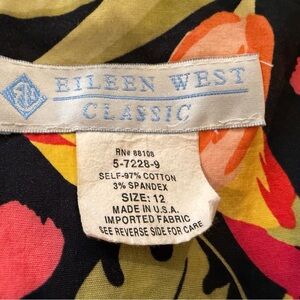 EILEEN WEST
CLASSIC
RN# 88108
5-7228-9
SELF-97% COTTON
3% SPANDEX
SIZE: 12
MADE IN U.S.A.
IMPORTED FABRIC
SEE REVERSE SIDE FOR CARE